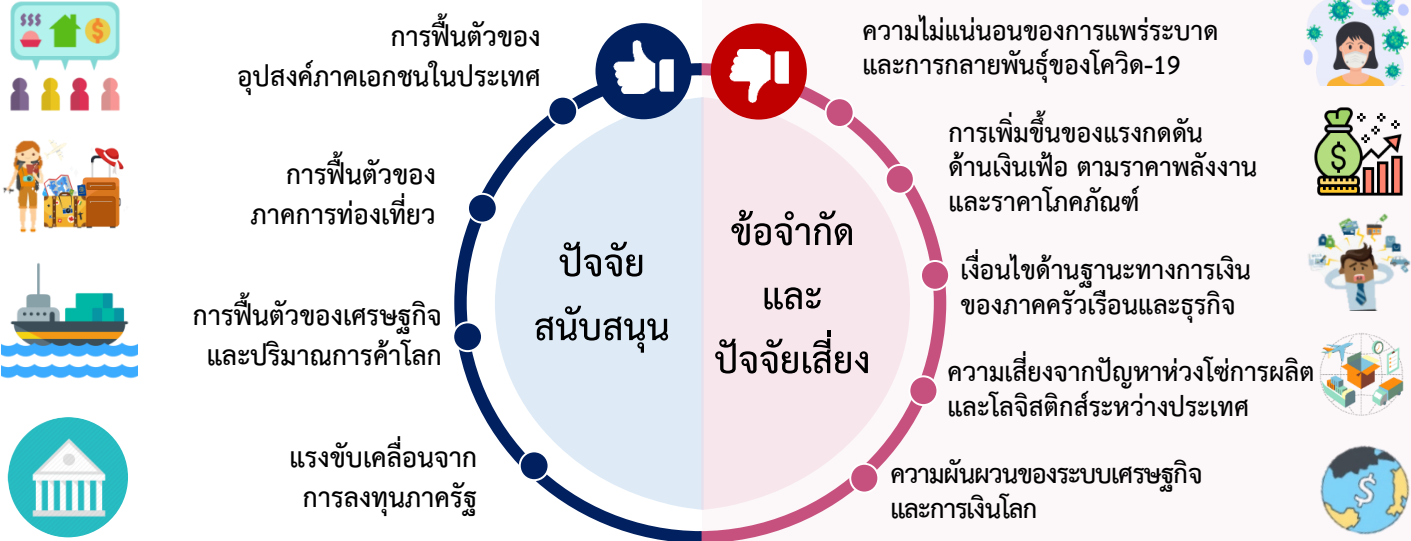 $$$
การฟื้นตัวของ
อุปสงค์ภาคเอกชนในประเทศ
การฟื้นตัวของ
ภาคการท่องเที่ยว
การฟื้นตัวของเศรษฐกิจ
และปริมาณการค้าโลก
แรงขับเคลื่อนจาก
การลงทุนภาครัฐ
ปัจจัย
สนับสนุน
ข้อจำกัด
และ
ปัจจัยเสี่ยง
ความไม่แน่นอนของการแพร่ระบาด
และการกลายพันธุ์ของโควิด-19
การเพิ่มขึ้นของแรงกดดัน
ด้านเงินเฟ้อ ตามราคาพลังงาน
และราคาโภคภัณฑ์
เงื่อนไขด้านฐานะทางการเงิน
ของภาคครัวเรือนและธุรกิจ
ความเสี่ยงจากปัญหาห่วงโซ่การผลิต
และโลจิสติกส์ระหว่างประเทศ
ความผันผวนของระบบเศรษฐกิจ
และการเงินโลก